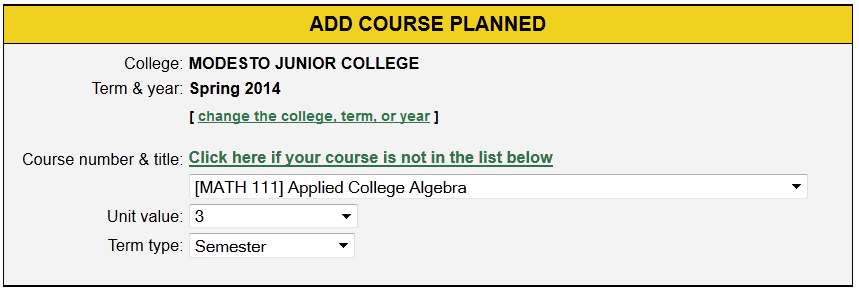 ADD COURSE PLANNED
College: MODESTO JUNIOR COLLEGE
Term & year: Spring 2014
[ change the college, term, or year ]
Course number & title: Click here if your course is not in the list below
[MATH 111] Applied College Algebra
Unit value: 3
Term type: Semester